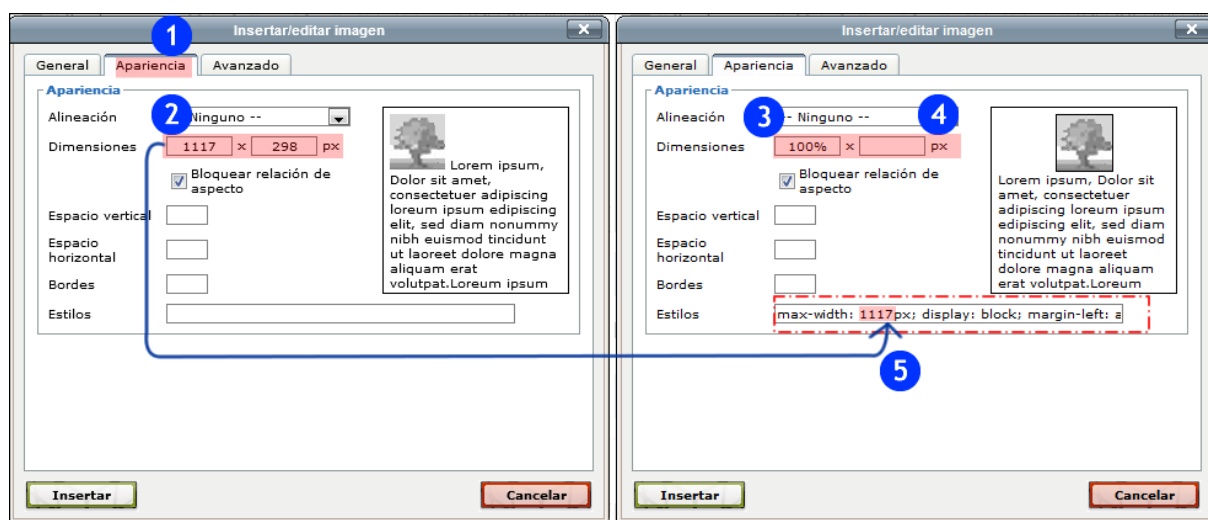 Insertar/editar imagen
1
General Apariencia Avanzado
Apariencia
Alineación
2
Ninguno --
Dimensiones 1117 x 298 px
Bloquear relación de
aspecto
Espacio vertical
Espacio
horizontal
Bordes
Estilos
Lorem ipsum,
Dolor sit amet,
consectetuer adipiscing
loreum ipsum edipiscing
elit, sed diam nonummy
nibh euismod tincidunt
ut laoreet dolore magna
aliquam erat
volutpat.Loreum ipsum
Insertar Cancelar
Insertar/editar imagen
General Apariencia Avanzado
Apariencia
Alineación
3
-- Ninguno --
4
Dimensiones 100% x px
Bloquear relación de
aspecto
Espacio vertical
Espacio
horizontal
Bordes
Estilos max-width: 1117px; display: block; margin-left: a
5
Lorem ipsum, Dolor sit
amet, consectetuer
adipiscing loreum ipsum
edipiscing elit, sed diam
nonummy nibh euismod
tincidunt ut laoreet
dolore magna aliquam
erat volutpat.Loreum
Insertar Cancelar